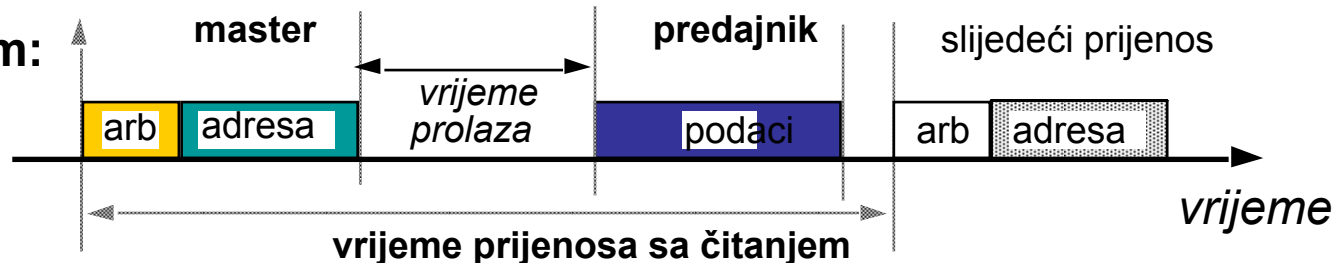 m:
master
predajnik
slijedeći prijenos
vrijeme
prolaza
arb
adresa
podaci
arb
adresa
vrijeme
vrijeme prijenosa sa čitanjem